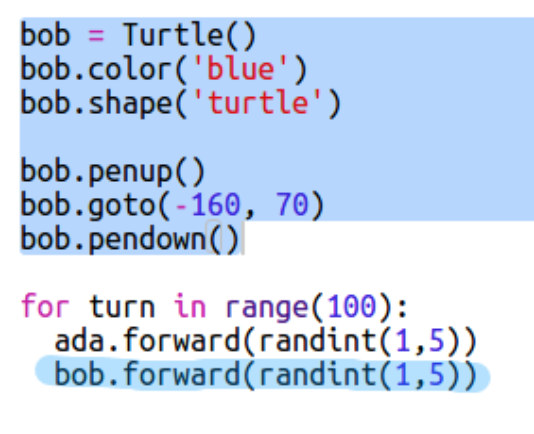 bob = Turtle()
bob.color('blue')
bob.shape('turtle')
bob.penup()
bob.goto(-160, 70)
bob.pendown()
for turn in range(100):
  ada.forward(randint(1,5))
  bob.forward(randint(1,5))